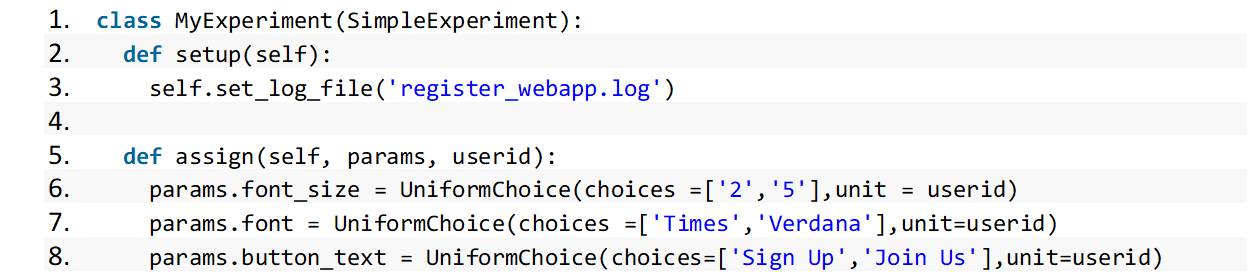 1. class MyExperiment(SimpleExperiment):
2.   def setup(self):
3.     self.set_log_file('register_webapp.log')
4.
5.   def assign(self, params, userid):
6.     params.font_size = UniformChoice(choices =['2','5'],unit = userid)
7.     params.font = UniformChoice(choices =['Times','Verdana'],unit=userid)
8.     params.button_text = UniformChoice(choices=['Sign Up','Join Us'],unit=userid)